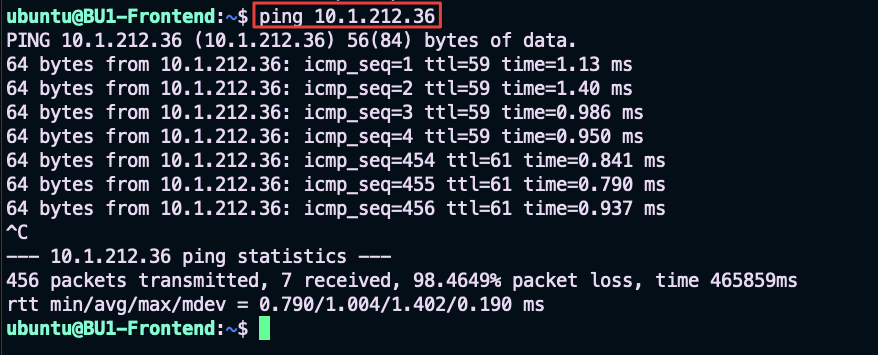 ubuntu@BU1-Frontend:~$ ping 10.1.212.36
PING 10.1.212.36 (10.1.212.36) 56(84) bytes of data.
64 bytes from 10.1.212.36: icmp_seq=1 ttl=59 time=1.13 ms
64 bytes from 10.1.212.36: icmp_seq=2 ttl=59 time=1.40 ms
64 bytes from 10.1.212.36: icmp_seq=3 ttl=59 time=0.986 ms
64 bytes from 10.1.212.36: icmp_seq=4 ttl=59 time=0.950 ms
64 bytes from 10.1.212.36: icmp_seq=454 ttl=61 time=0.841 ms
64 bytes from 10.1.212.36: icmp_seq=455 ttl=61 time=0.790 ms
64 bytes from 10.1.212.36: icmp_seq=456 ttl=61 time=0.937 ms
^C
--- 10.1.212.36 ping statistics ---
456 packets transmitted, 7 received, 98.4649% packet loss, time 465859ms
rtt min/avg/max/mdev = 0.790/1.004/1.402/0.190 ms
ubuntu@BU1-Frontend:~$